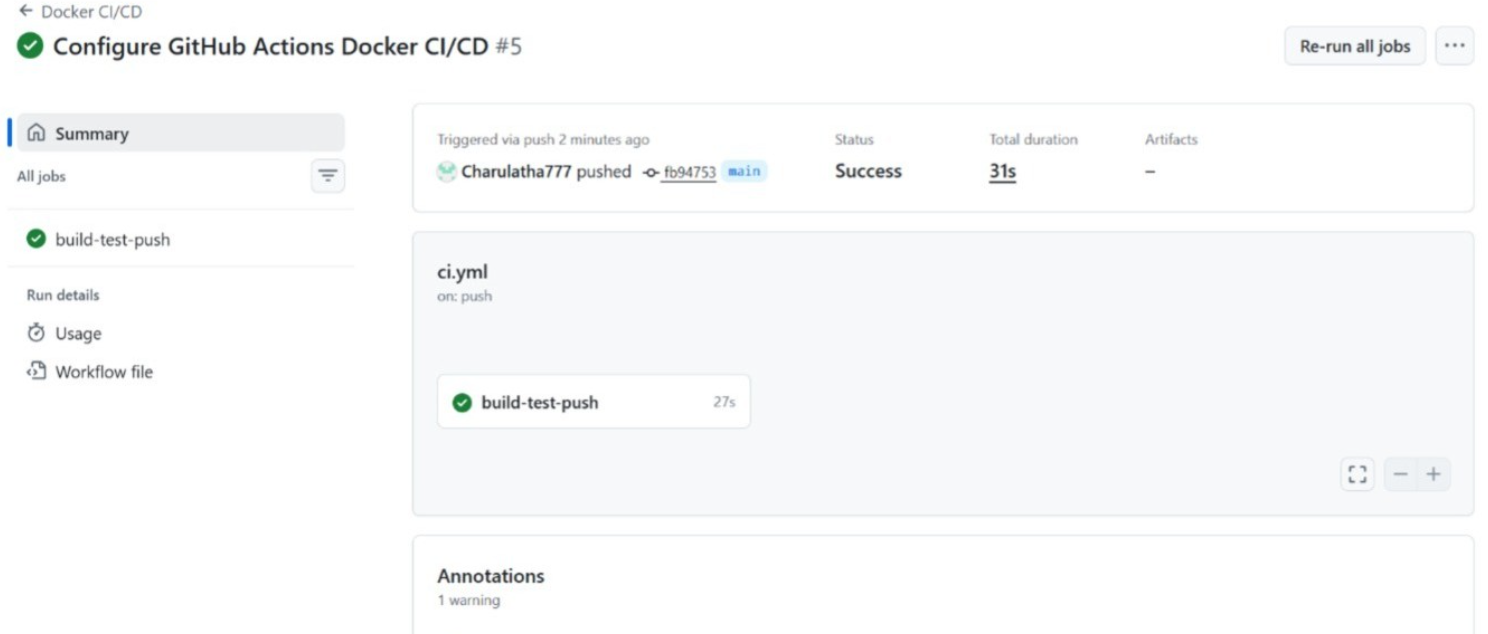 ← Docker CI/CD
Configure GitHub Actions Docker CI/CD #5
Re-run all jobs
...
Summary
All jobs
build-test-push
Run details
Usage
Workflow file
Triggered via push 2 minutes ago
Charulatha777 pushed fb94753 main
Status
Success
Total duration
31s
Artifacts
–
ci.yml
on: push
build-test-push 27s
Annotations
1 warning